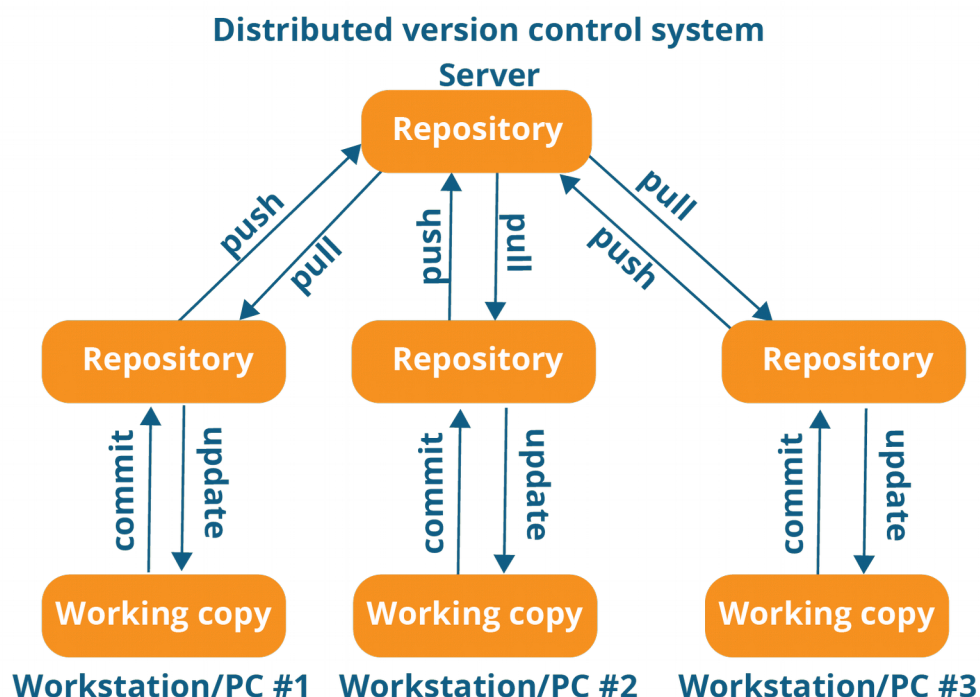 Distributed version control system
Server
Repository
push
pull
push
pull
push
pull
Repository
Repository
Repository
commit
update
commit
update
commit
update
Working copy
Working copy
Working copy
Workstation/PC #1
Workstation/PC #2
Workstation/PC #3